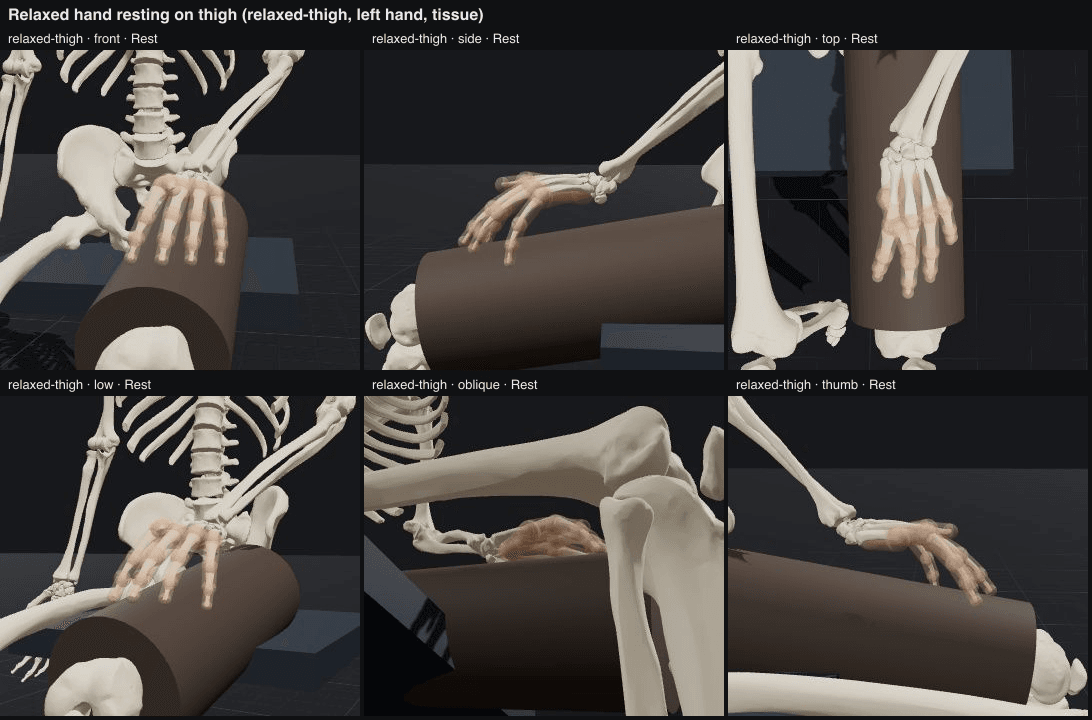 Relaxed hand resting on thigh (relaxed-thigh, left hand, tissue)
relaxed-thigh · front · Rest
relaxed-thigh · side · Rest
relaxed-thigh · top · Rest
relaxed-thigh · low · Rest
relaxed-thigh · oblique · Rest
relaxed-thigh · thumb · Rest